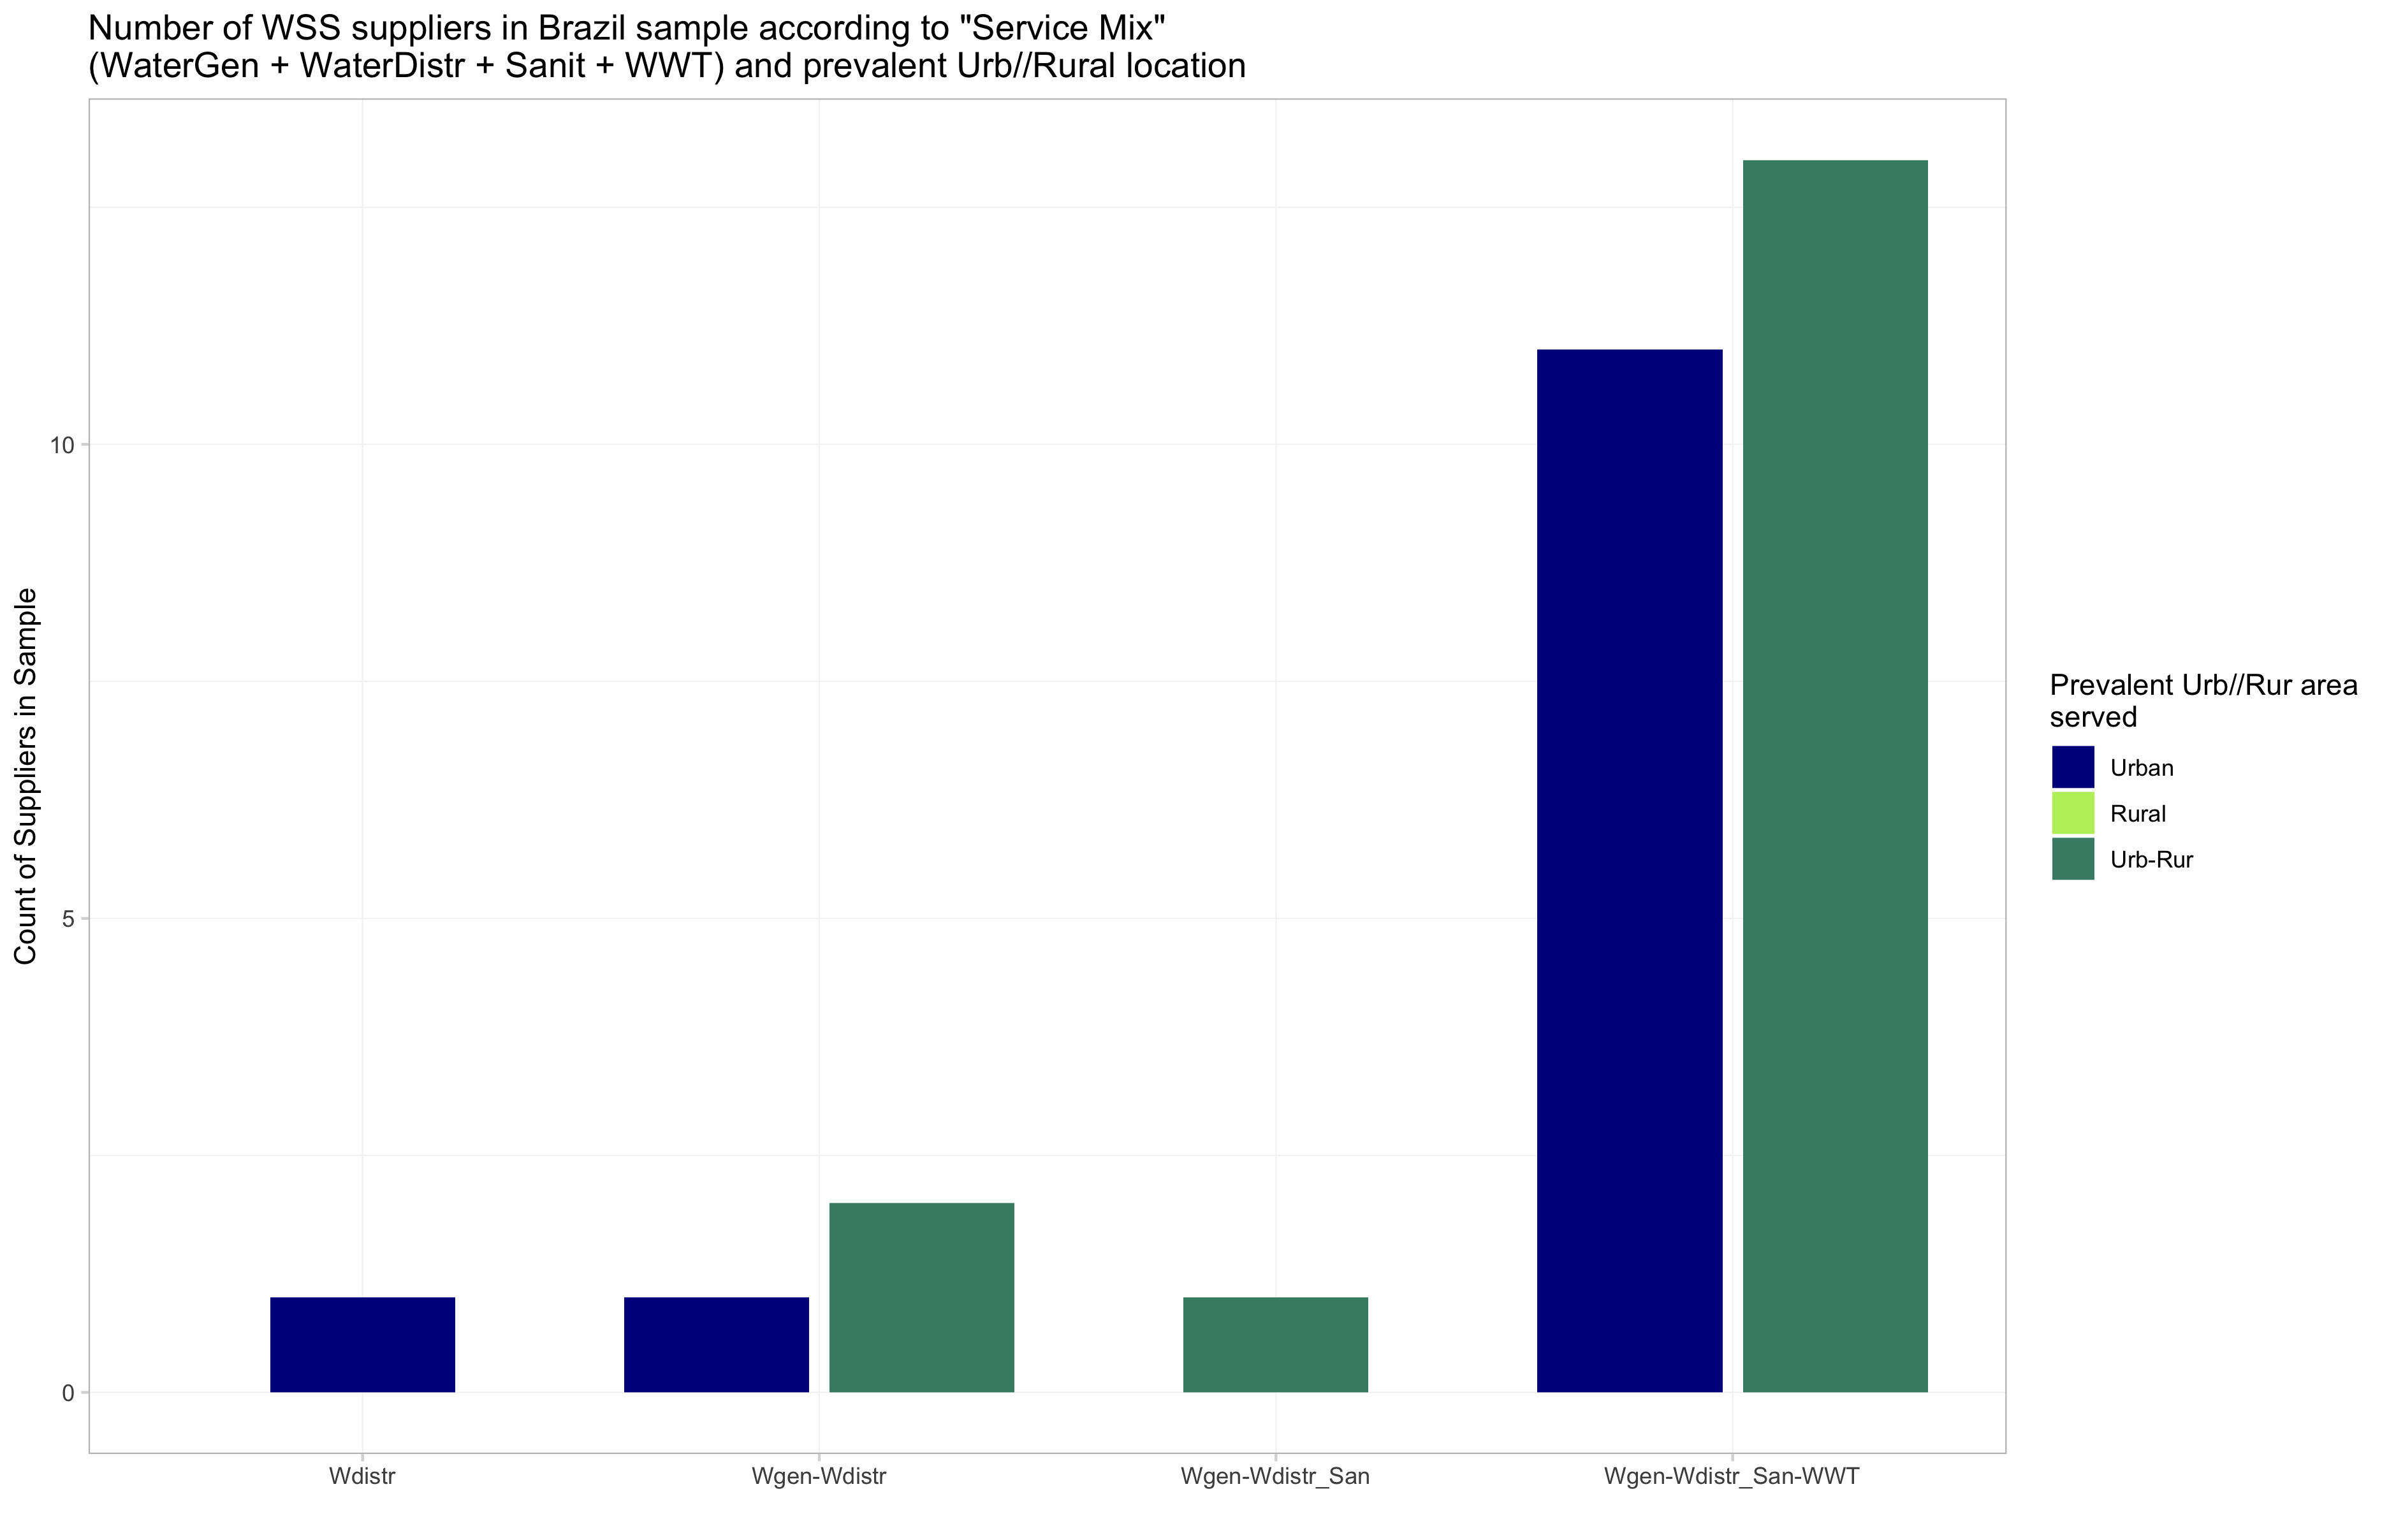 Number of WSS suppliers in Brazil sample according to "Service Mix"
(WaterGen + WaterDistr + Sanit + WWT) and prevalent Urb//Rural location
Count of Suppliers in Sample
10
5
0
Wdistr
Wgen-Wdistr
Wgen-Wdistr_San
Wgen-Wdistr_San-WWT
Prevalent Urb//Rur area
served
Urban
Rural
Urb-Rur